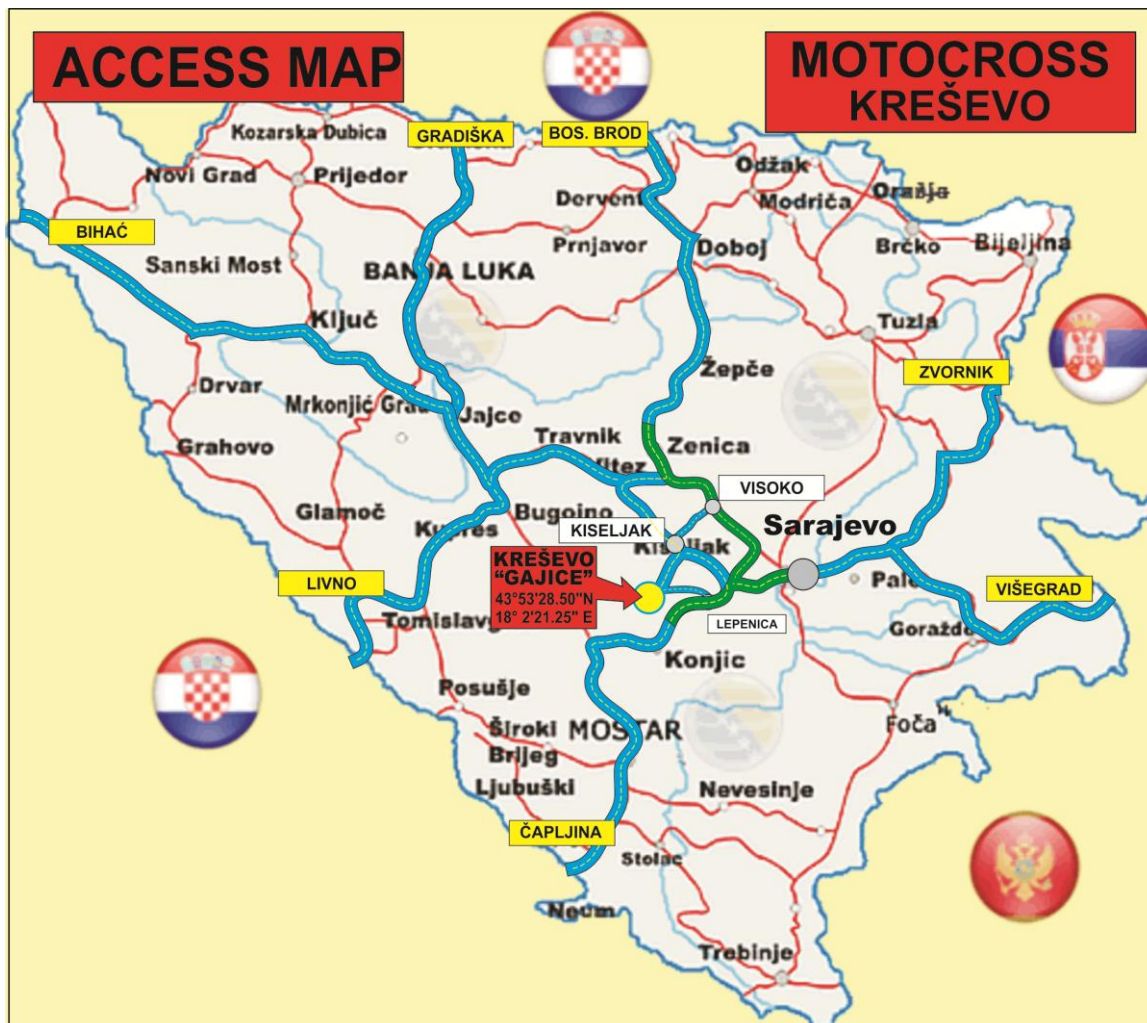 ACCESS MAP
MOTOCROSS
KREŠEVO
Kozarska Dubica
GRADIŠKA
BOS. BROD
Novi Grad
Prijedor
Odžak
Dervent
Modriča
BIHAĆ
Prnjavor
Doboj
Brčko
Bijeljina
Sanski Most
BANJA LUKA
Ključ
Tuzla
Žepče
ZVORNIK
Drvar
Mrkonjić Grad
Jajce
Grahovo
Travnik
Zenica
Vitez
VISOKO
Glamoč
Bugojno
Kupres
KISELJAK
Kiseljak
Sarajevo
KREŠEVO
"GAJICE"
43°53'28.50"N
18° 2'21.25" E
LIVNO
Pale
VIŠEGRAD
Tomislavg
LEPENICA
Goražde
Konjic
Posušje
Široki
Brijeg
MOSTAR
Foča
Ljubuški
Nevesinje
ČAPLJINA
Stolac
Neum
Trebinje